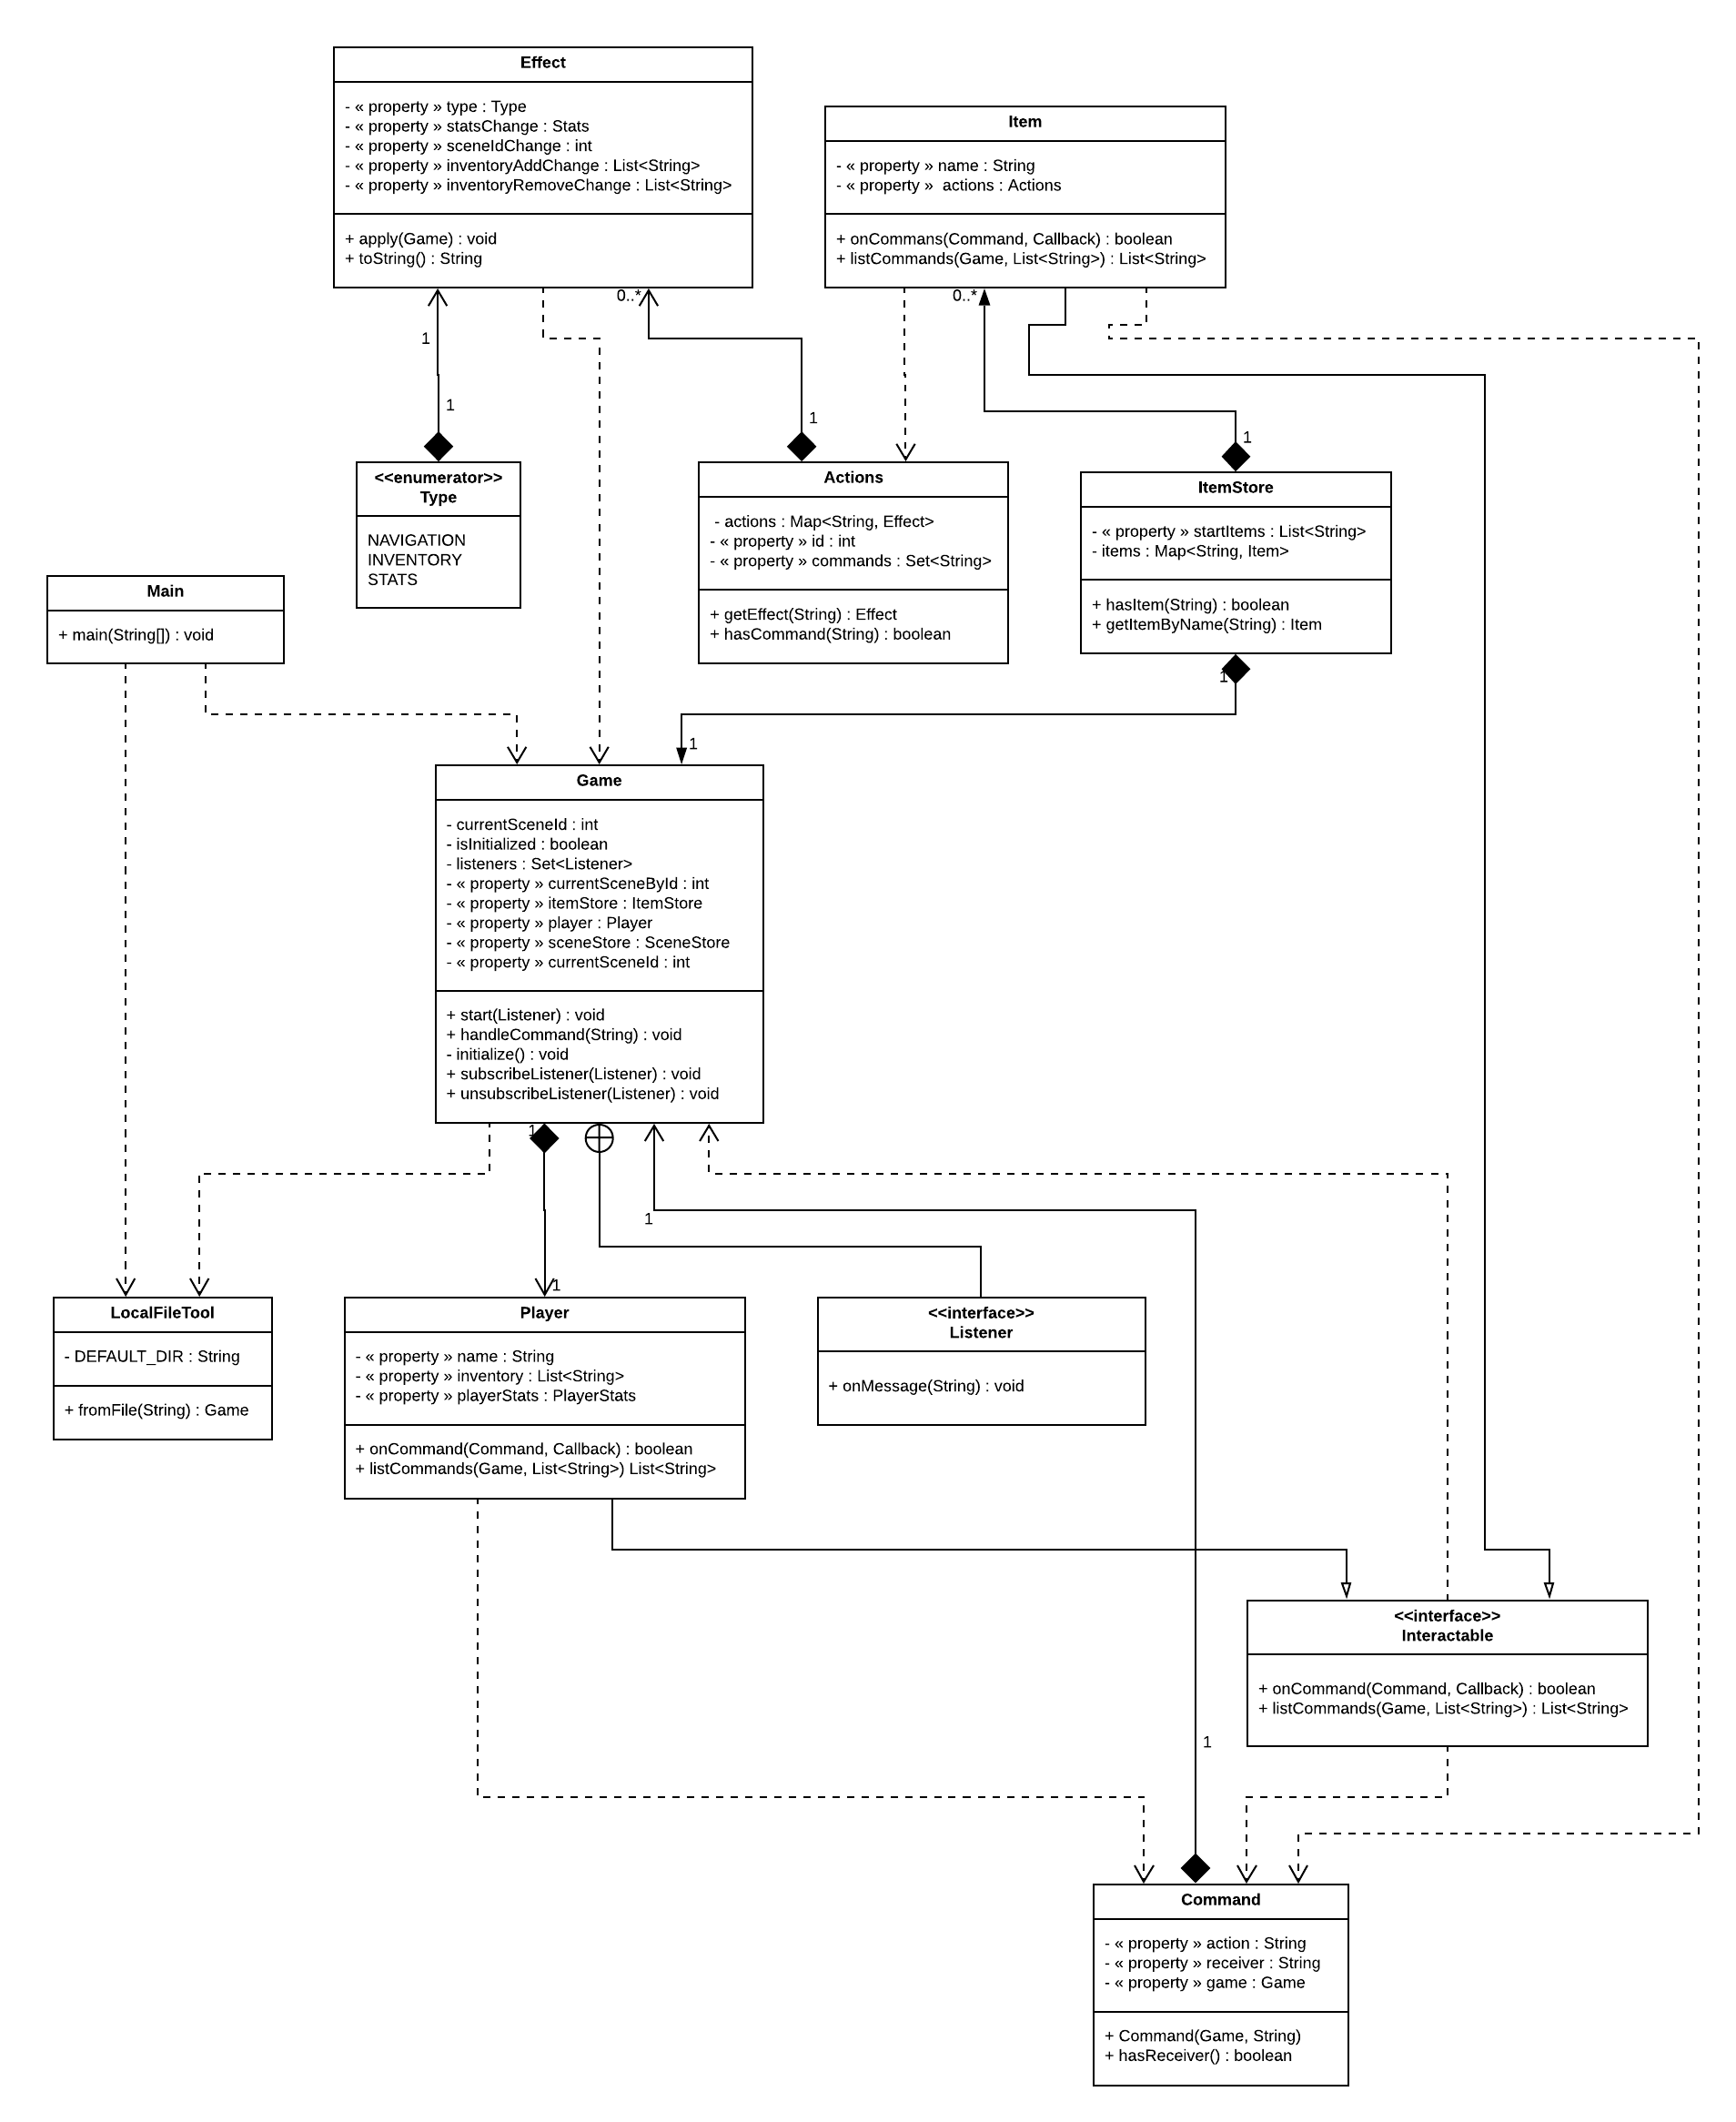 Effect
- « property » type : Type
- « property » statsChange : Stats
- « property » sceneIdChange : int
- « property » inventoryAddChange : List<String>
- « property » inventoryRemoveChange : List<String>
+ apply(Game) : void
+ toString() : String
Item
- « property » name : String
- « property »  actions : Actions
+ onCommans(Command, Callback) : boolean
+ listCommands(Game, List<String>) : List<String>
0..*
0..*
1
1
1
1
<<enumerator>>
Type
NAVIGATION
INVENTORY
STATS
Actions
- actions : Map<String, Effect>
- « property » id : int
- « property » commands : Set<String>
+ getEffect(String) : Effect
+ hasCommand(String) : boolean
ItemStore
- « property » startItems : List<String>
- items : Map<String, Item>
+ hasItem(String) : boolean
+ getItemByName(String) : Item
Main
+ main(String[]) : void
1
1
Game
- currentSceneId : int
- isInitialized : boolean
- listeners : Set<Listener>
- « property » currentSceneById : int
- « property » itemStore : ItemStore
- « property » player : Player
- « property » sceneStore : SceneStore
- « property » currentSceneId : int
+ start(Listener) : void
+ handleCommand(String) : void
- initialize() : void
+ subscribeListener(Listener) : void
+ unsubscribeListener(Listener) : void
1
1
1
LocalFileTool
- DEFAULT_DIR : String
+ fromFile(String) : Game
Player
- « property » name : String
- « property » inventory : List<String>
- « property » playerStats : PlayerStats
+ onCommand(Command, Callback) : boolean
+ listCommands(Game, List<String>) List<String>
<<interface>>
Listener
+ onMessage(String) : void
<<interface>>
Interactable
+ onCommand(Command, Callback) : boolean
+ listCommands(Game, List<String>) : List<String>
1
Command
- « property » action : String
- « property » receiver : String
- « property » game : Game
+ Command(Game, String)
+ hasReceiver() : boolean